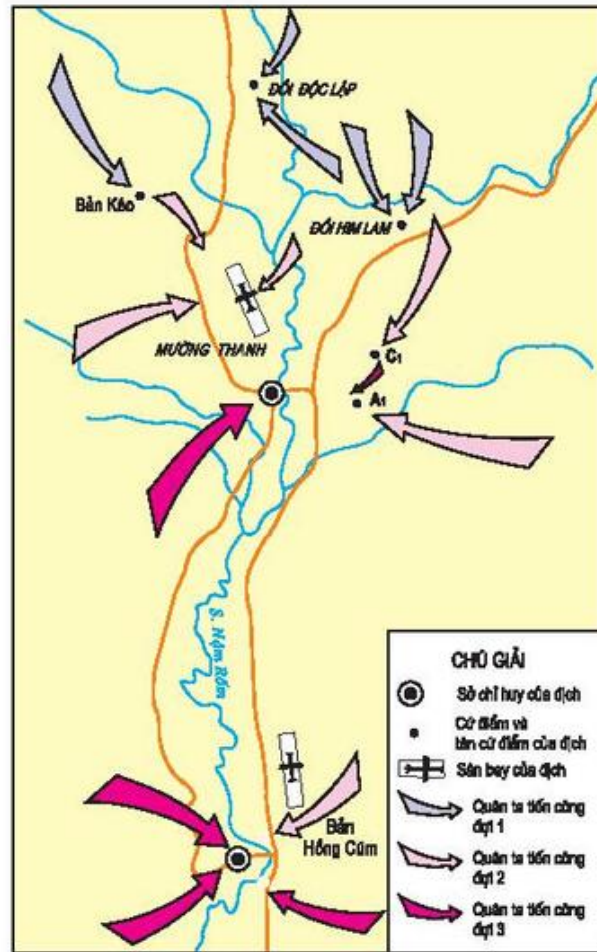 ĐỒI ĐỘC LẬP
Bản Kéo
ĐỒI HIM LAM
MƯỜNG THANH
C1
A1
S. Nậm Rốm
Bản
Hồng Cúm
CHÚ GIẢI
Sở chỉ huy của địch
Cứ điểm và
tên cứ điểm của địch
Sân bay của địch
Quân ta tiến công
đợt 1
Quân ta tiến công
đợt 2
Quân ta tiến công
đợt 3